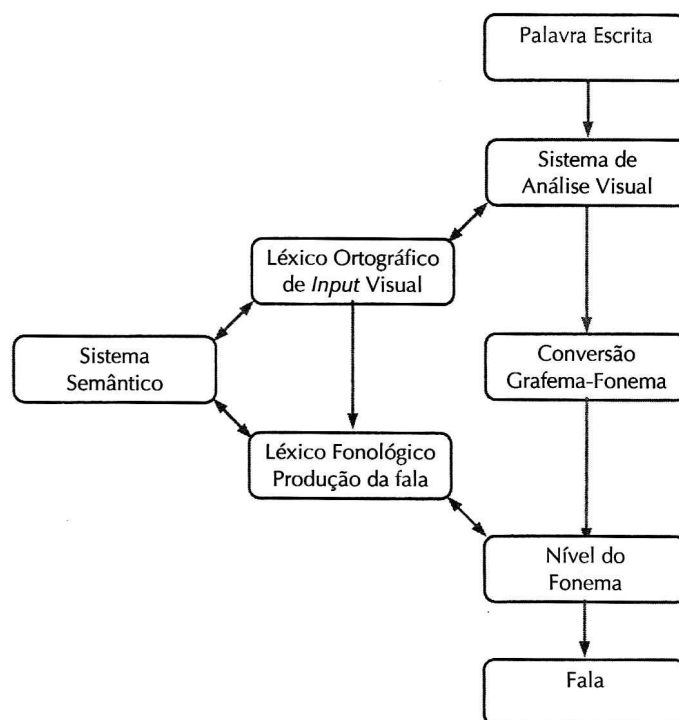 Palavra Escrita
Sistema de
Análise Visual
Léxico Ortográfico
de Input Visual
Sistema
Semântico
Conversão
Grafema-Fonema
Léxico Fonológico
Produção da fala
Nível do
Fonema
Fala